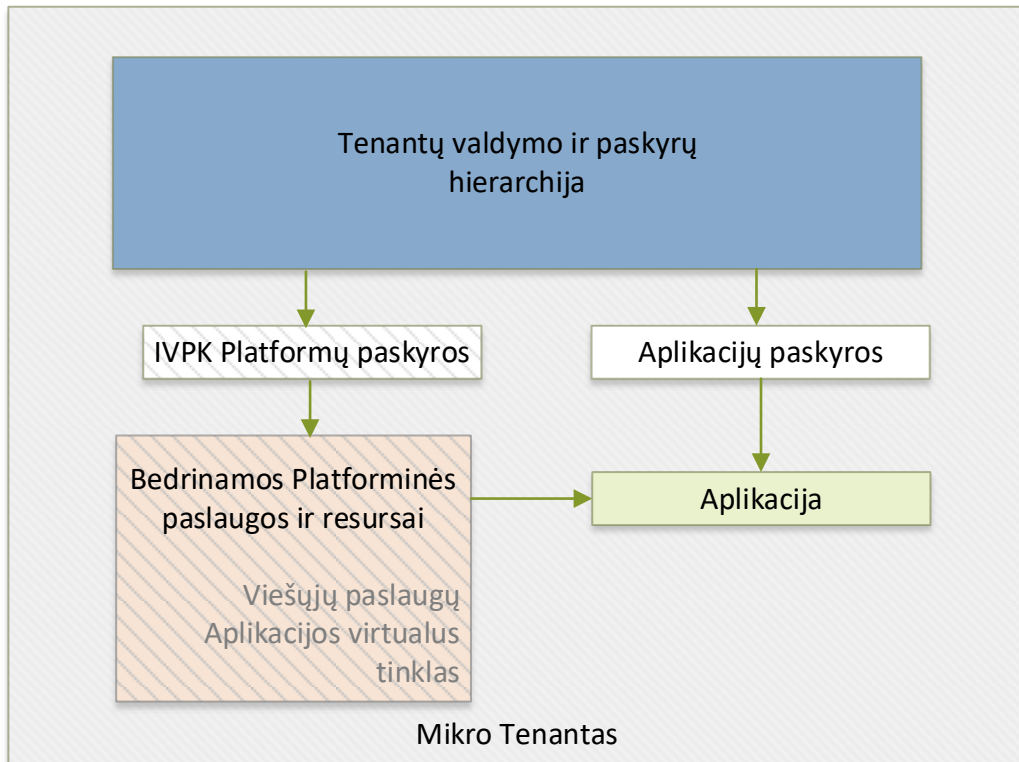 Tenantų valdymo ir paskyrų
hierarchija
IVPK Platformų paskyros
Aplikacijų paskyros
Bedrinamos Platforminės
paslaugos ir resursai
Aplikacija
Viešųjų paslaugų
Aplikacijos virtualus
tinklas
Mikro Tenantas